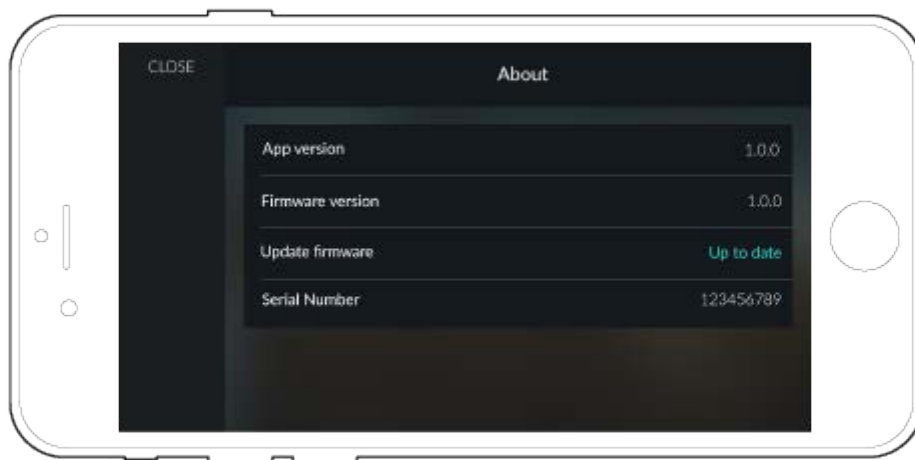 CLOSE
About
App version 1.0.0
Firmware version 1.0.0
Update firmware Up to date
Serial Number 123456789